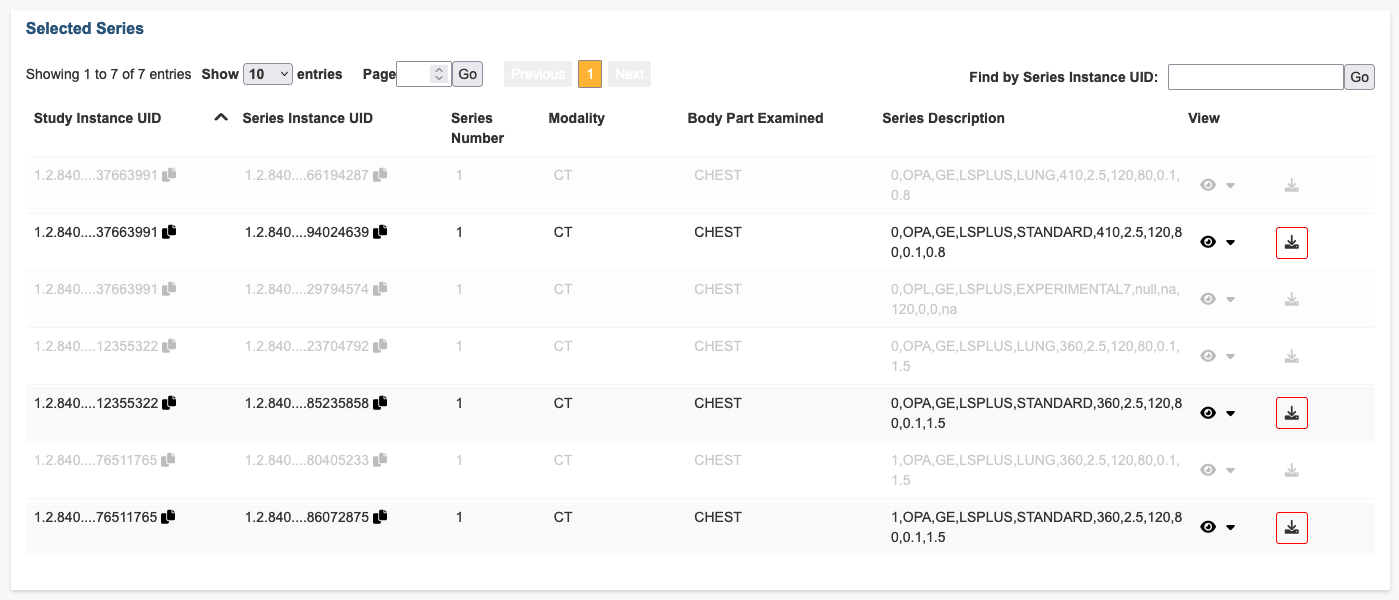 Selected Series
Showing 1 to 7 of 7 entries Show 10 entries Page Go Previous 1 Next Find by Series Instance UID: Go
Study Instance UID Series Instance UID Series Number Modality Body Part Examined Series Description View
1.2.840....37663991 1.2.840....66194287 1 CT CHEST 0,OPA,GE,LSPLUS,LUNG,410,2.5,120,80,0.1,
0.8
1.2.840....37663991 1.2.840....94024639 1 CT CHEST 0,OPA,GE,LSPLUS,STANDARD,410,2.5,120,8
0,0.1,0.8
1.2.840....37663991 1.2.840....29794574 1 CT CHEST 0,OPL,GE,LSPLUS,EXPERIMENTAL7,null,na,
120,0,0,na
1.2.840....12355322 1.2.840....23704792 1 CT CHEST 0,OPA,GE,LSPLUS,LUNG,360,2.5,120,80,0.1,
1.5
1.2.840....12355322 1.2.840....85235858 1 CT CHEST 0,OPA,GE,LSPLUS,STANDARD,360,2.5,120,8
0,0.1,1.5
1.2.840....76511765 1.2.840....80405233 1 CT CHEST 1,OPA,GE,LSPLUS,LUNG,360,2.5,120,80,0.1,
1.5
1.2.840....76511765 1.2.840....86072875 1 CT CHEST 1,OPA,GE,LSPLUS,STANDARD,360,2.5,120,8
0,0.1,1.5